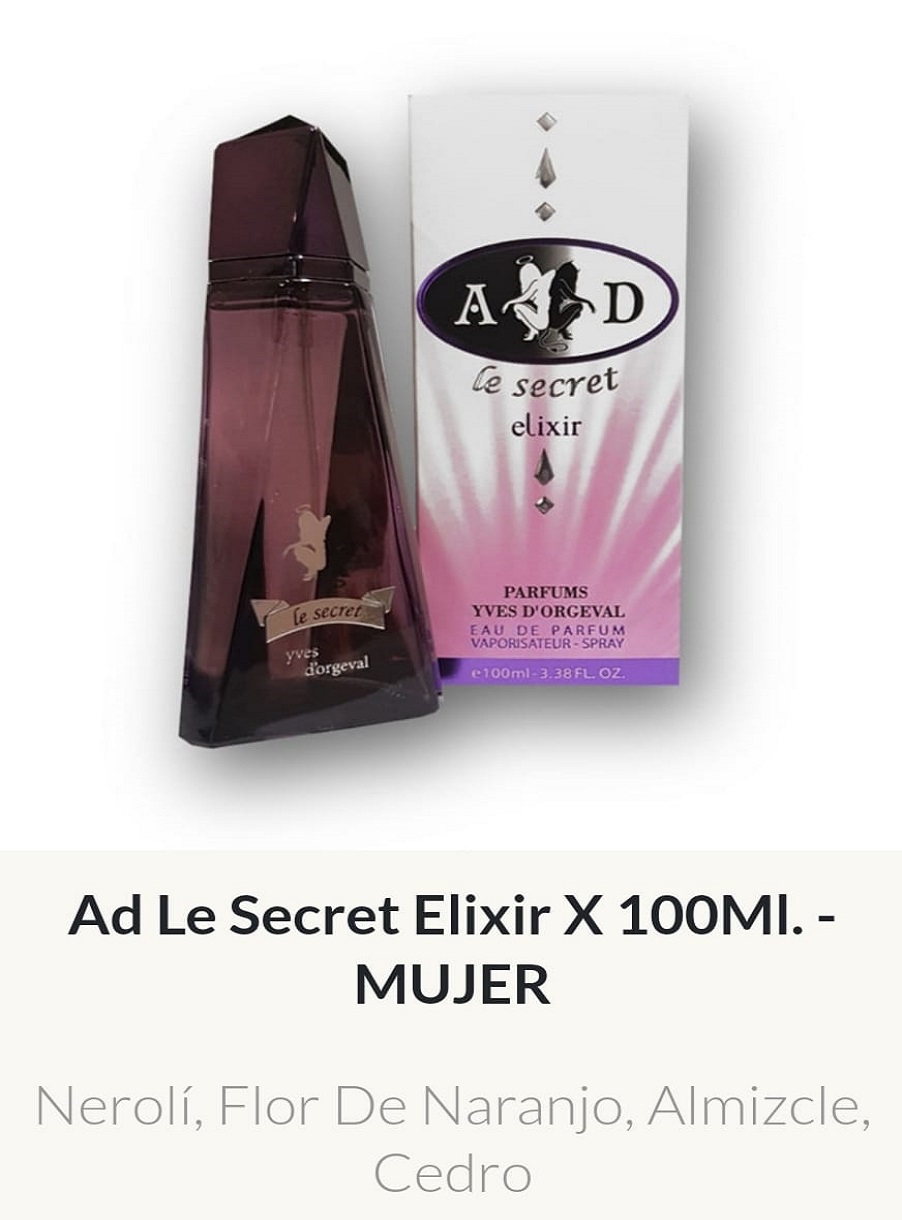 le secret
yves
d'orgeval
A D
le secret
elixir
PARFUMS
YVES D'ORGEVAL
EAU DE PARFUM
VAPORISATEUR - SPRAY
e100ml - 3.38 FL. OZ.
Ad Le Secret Elixir X 100Ml. -
MUJER
Nerolí, Flor De Naranjo, Almizcle,
Cedro